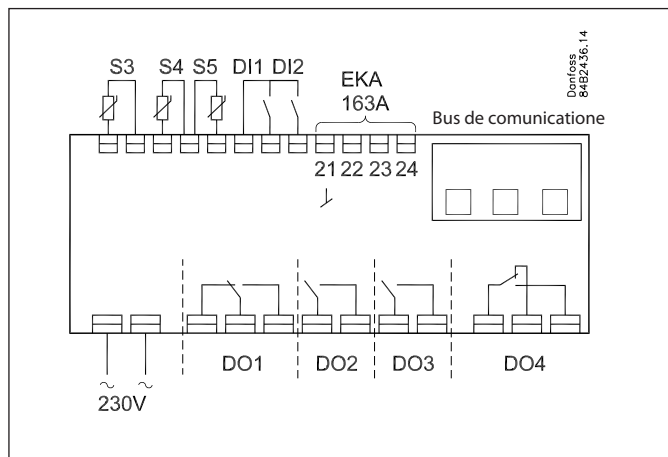 Danfoss
84B2436.14
S3 S4 S5 DI1 DI2
EKA
163A
Bus de comunicatione
21 22 23 24
DO1 DO2 DO3 DO4
~ ~
230V